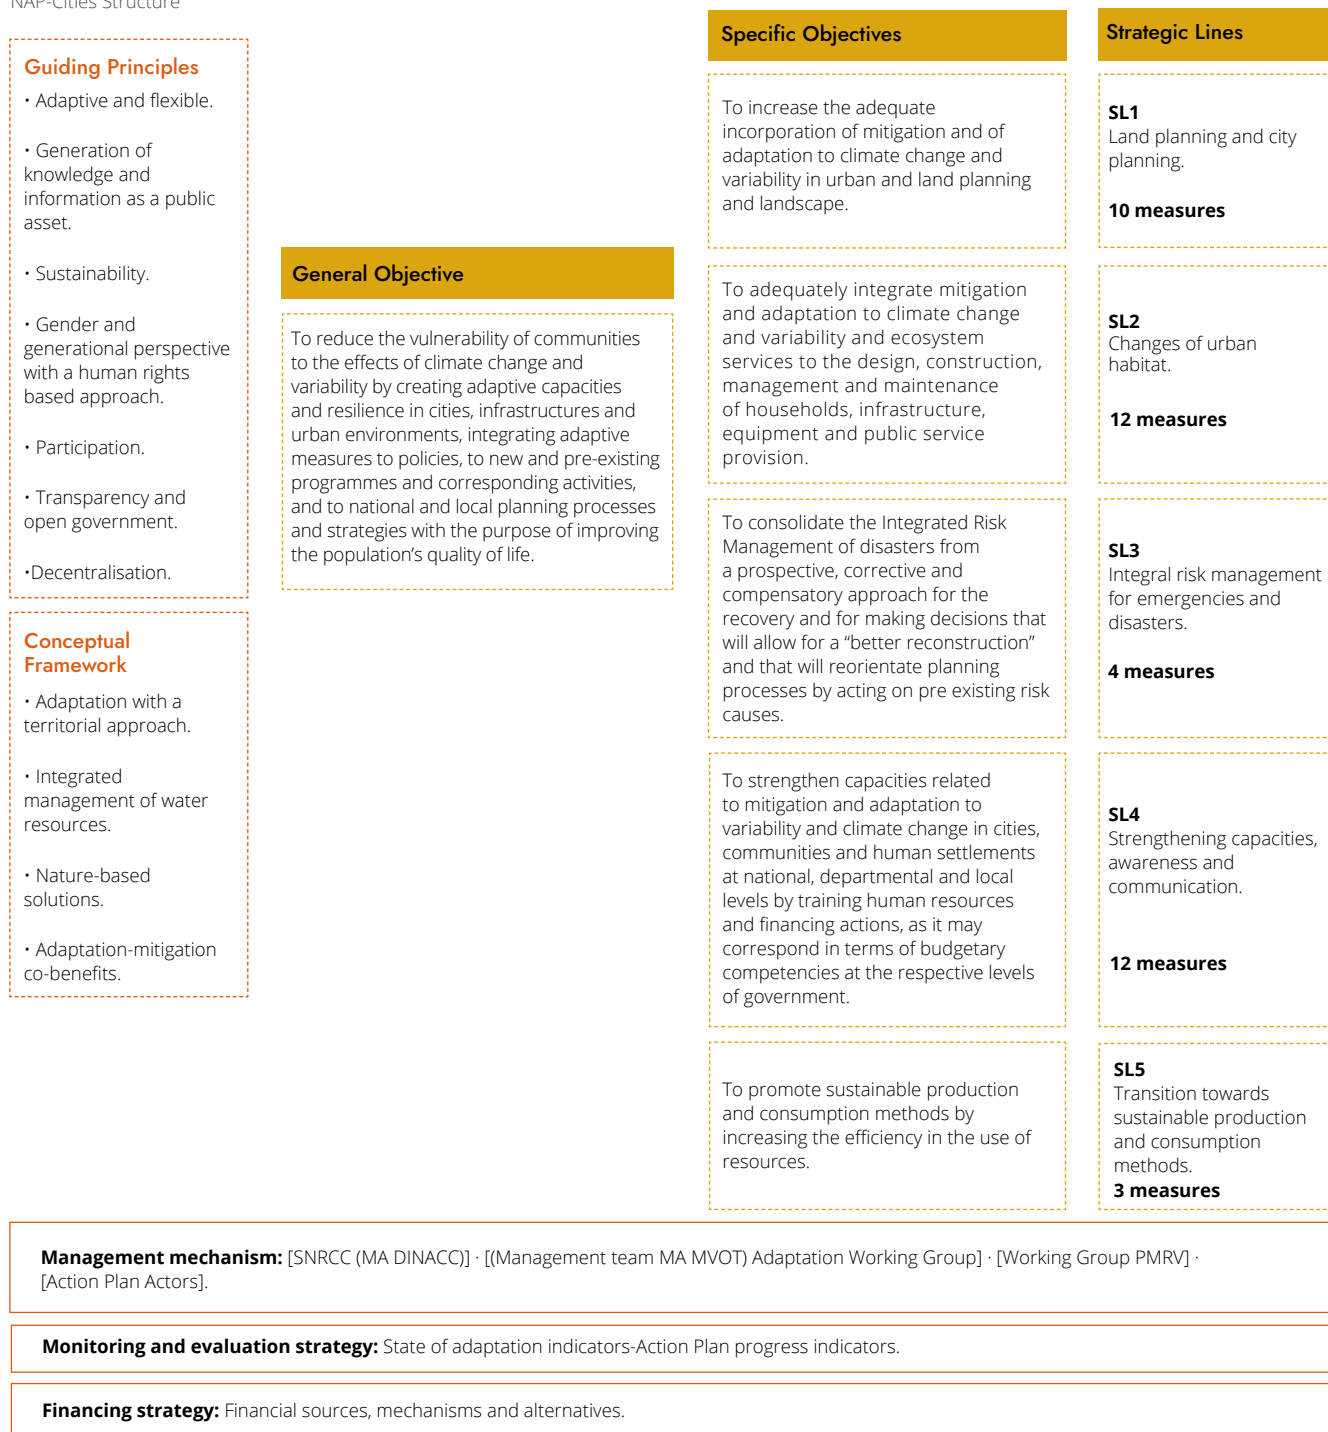 NAP-Cities Structure
Guiding Principles
· Adaptive and flexible.
· Generation of
knowledge and
information as a public
asset.
· Sustainability.
· Gender and
generational perspective
with a human rights
based approach.
· Participation.
· Transparency and
open government.
·Decentralisation.
Conceptual
Framework
· Adaptation with a
territorial approach.
· Integrated
management of water
resources.
· Nature-based
solutions.
· Adaptation-mitigation
co-benefits.
General Objective
To reduce the vulnerability of communities
to the effects of climate change and
variability by creating adaptive capacities
and resilience in cities, infrastructures and
urban environments, integrating adaptive
measures to policies, to new and pre-existing
programmes and corresponding activities,
and to national and local planning processes
and strategies with the purpose of improving
the population’s quality of life.
Specific Objectives
Strategic Lines
To increase the adequate
incorporation of mitigation and of
adaptation to climate change and
variability in urban and land planning
and landscape.
SL1
Land planning and city
planning.
10 measures
To adequately integrate mitigation
and adaptation to climate change
and variability and ecosystem
services to the design, construction,
management and maintenance
of households, infrastructure,
equipment and public service
provision.
SL2
Changes of urban
habitat.
12 measures
To consolidate the Integrated Risk
Management of disasters from
a prospective, corrective and
compensatory approach for the
recovery and for making decisions that
will allow for a “better reconstruction”
and that will reorientate planning
processes by acting on pre existing risk
causes.
SL3
Integral risk management
for emergencies and
disasters.
4 measures
To strengthen capacities related
to mitigation and adaptation to
variability and climate change in cities,
communities and human settlements
at national, departmental and local
levels by training human resources
and financing actions, as it may
correspond in terms of budgetary
competencies at the respective levels
of government.
SL4
Strengthening capacities,
awareness and
communication.
12 measures
To promote sustainable production
and consumption methods by
increasing the efficiency in the use of
resources.
SL5
Transition towards
sustainable production
and consumption
methods.
3 measures
Management mechanism: [SNRCC (MA DINACC)] · [(Management team MA MVOT) Adaptation Working Group] · [Working Group PMRV] ·
[Action Plan Actors].
Monitoring and evaluation strategy: State of adaptation indicators-Action Plan progress indicators.
Financing strategy: Financial sources, mechanisms and alternatives.